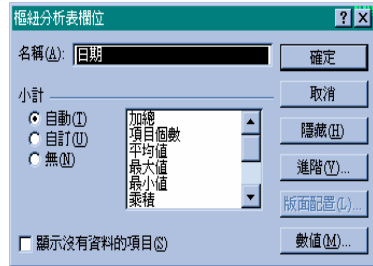 樞紐分析表欄位
名稱(A): 日期
確定
小計
取消
自動(T)
自訂(U)
無(N)
加總
項目個數
平均值
最大值
最小值
乘積
隱藏(H)
進階(V)...
版面配置(L)...
顯示沒有資料的項目(S)
數值(M)...